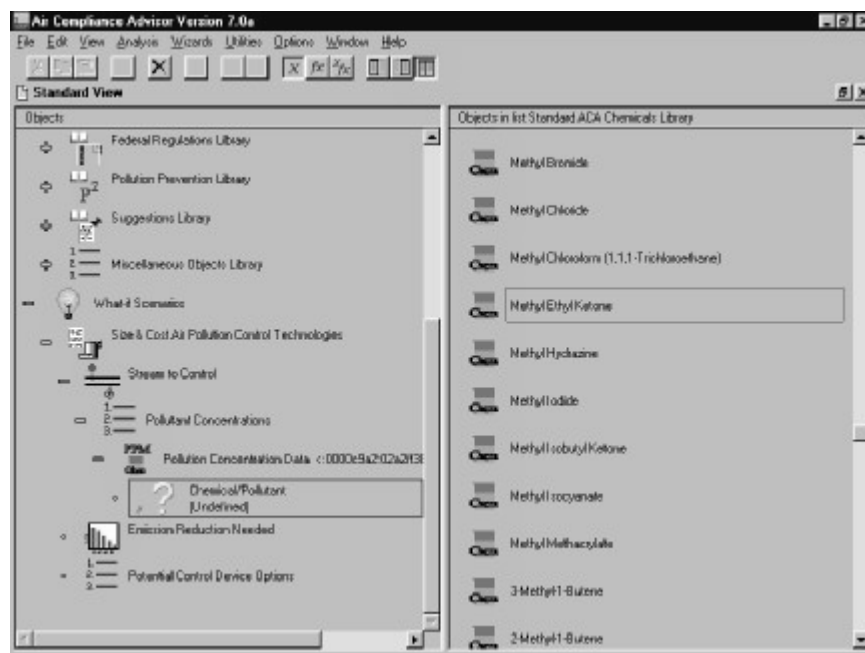 Air Compliance Advisor Version 7.0a
File Edit View Analysis Wizards Utilities Options Window Help
Standard View
Objects
Federal Regulations Library
Pollution Prevention Library
Suggestions Library
Miscellaneous Objects Library
What-if Scenarios
Size & Cost Air Pollution Control Technologies
Stream to Control
Pollutant Concentrations
Pollution Concentration Data
Chemical/Pollutant
[Undefined]
Emission Reduction Needed
Potential Control Device Options
Objects in list Standard ACA Chemicals Library
Methyl Bromide
Methyl Chloride
Methyl Chloroform (1,1,1-Trichloroethane)
Methyl Ethyl Ketone
Methyl Hydrazine
Methyl Iodide
Methyl Isobutyl Ketone
Methyl Isocyanate
Methyl Methacrylate
3-Methyl-1-Butene
2-Methyl-1-Butene